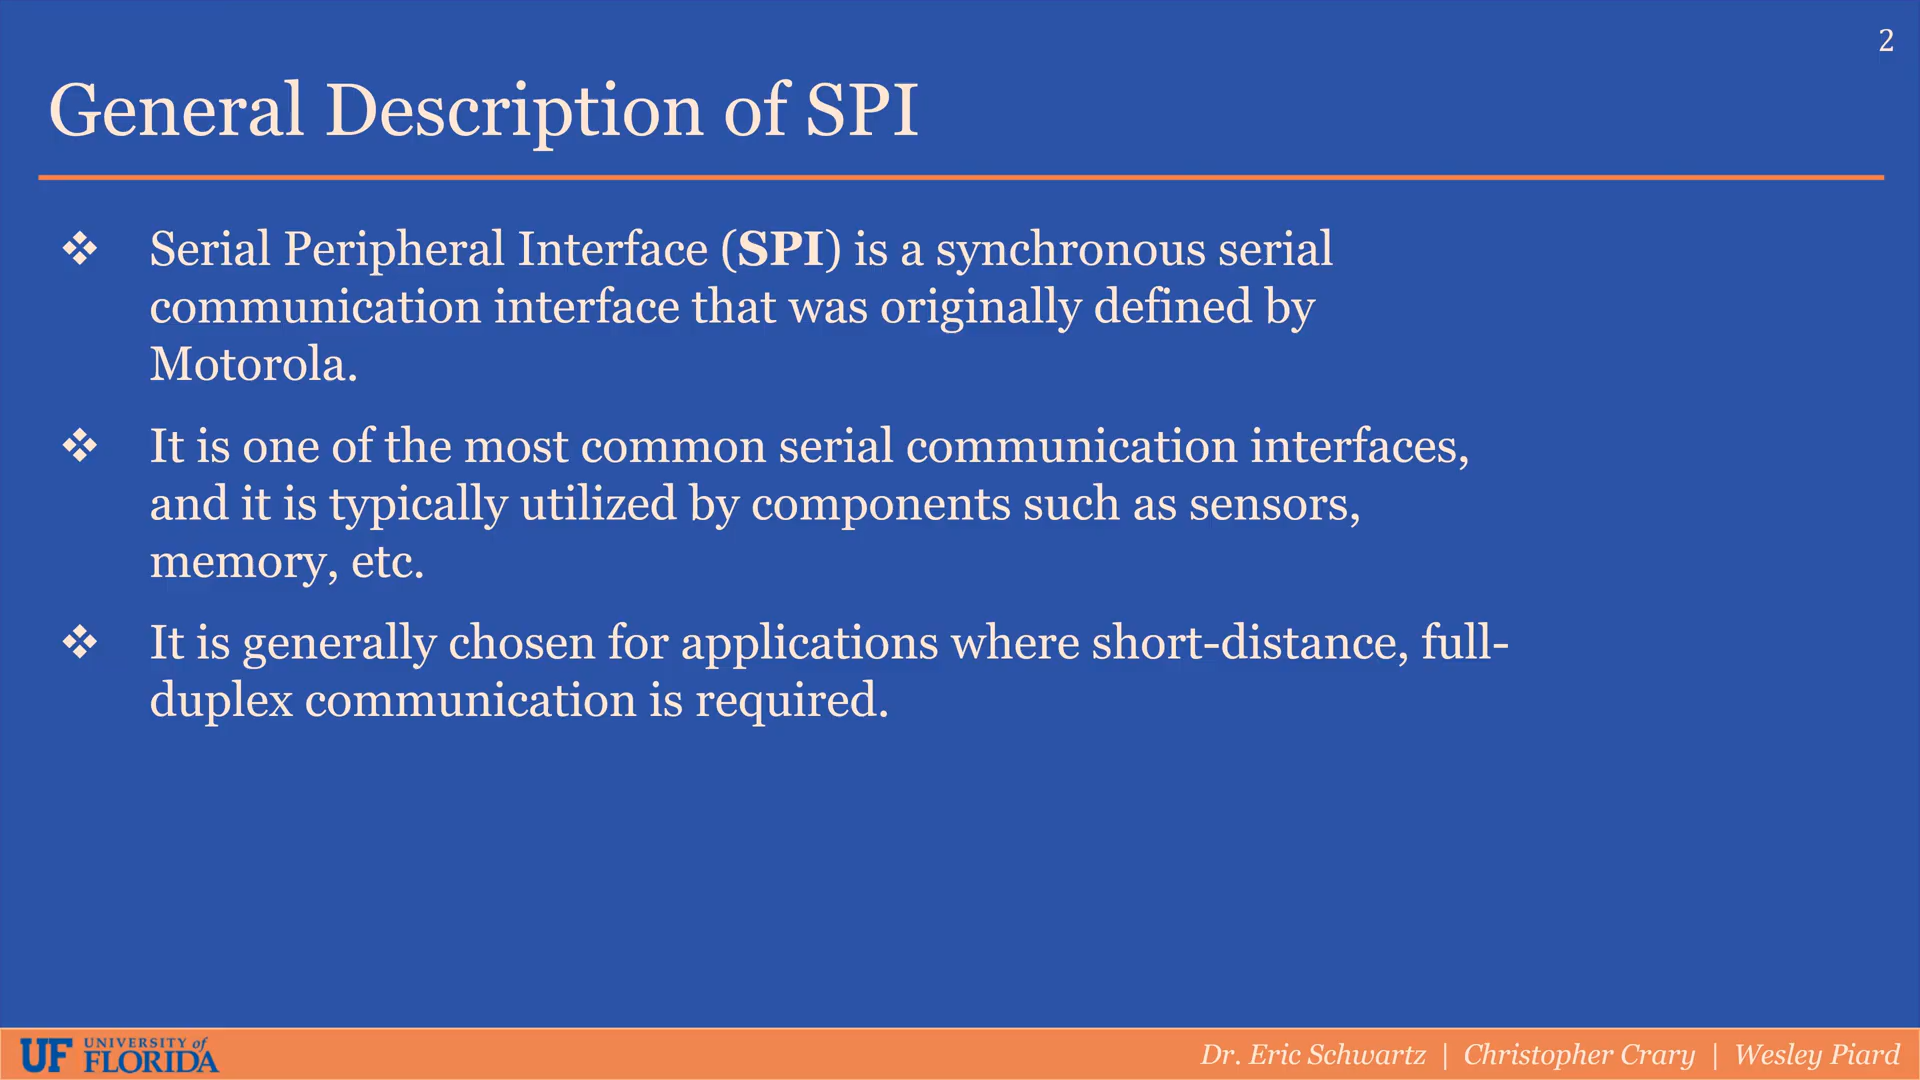 2
General Description of SPI
❖ Serial Peripheral Interface (SPI) is a synchronous serial
communication interface that was originally defined by
Motorola.
❖ It is one of the most common serial communication interfaces,
and it is typically utilized by components such as sensors,
memory, etc.
❖ It is generally chosen for applications where short-distance, full-
duplex communication is required.
UF UNIVERSITY of
FLORIDA
Dr. Eric Schwartz | Christopher Crary | Wesley Piard